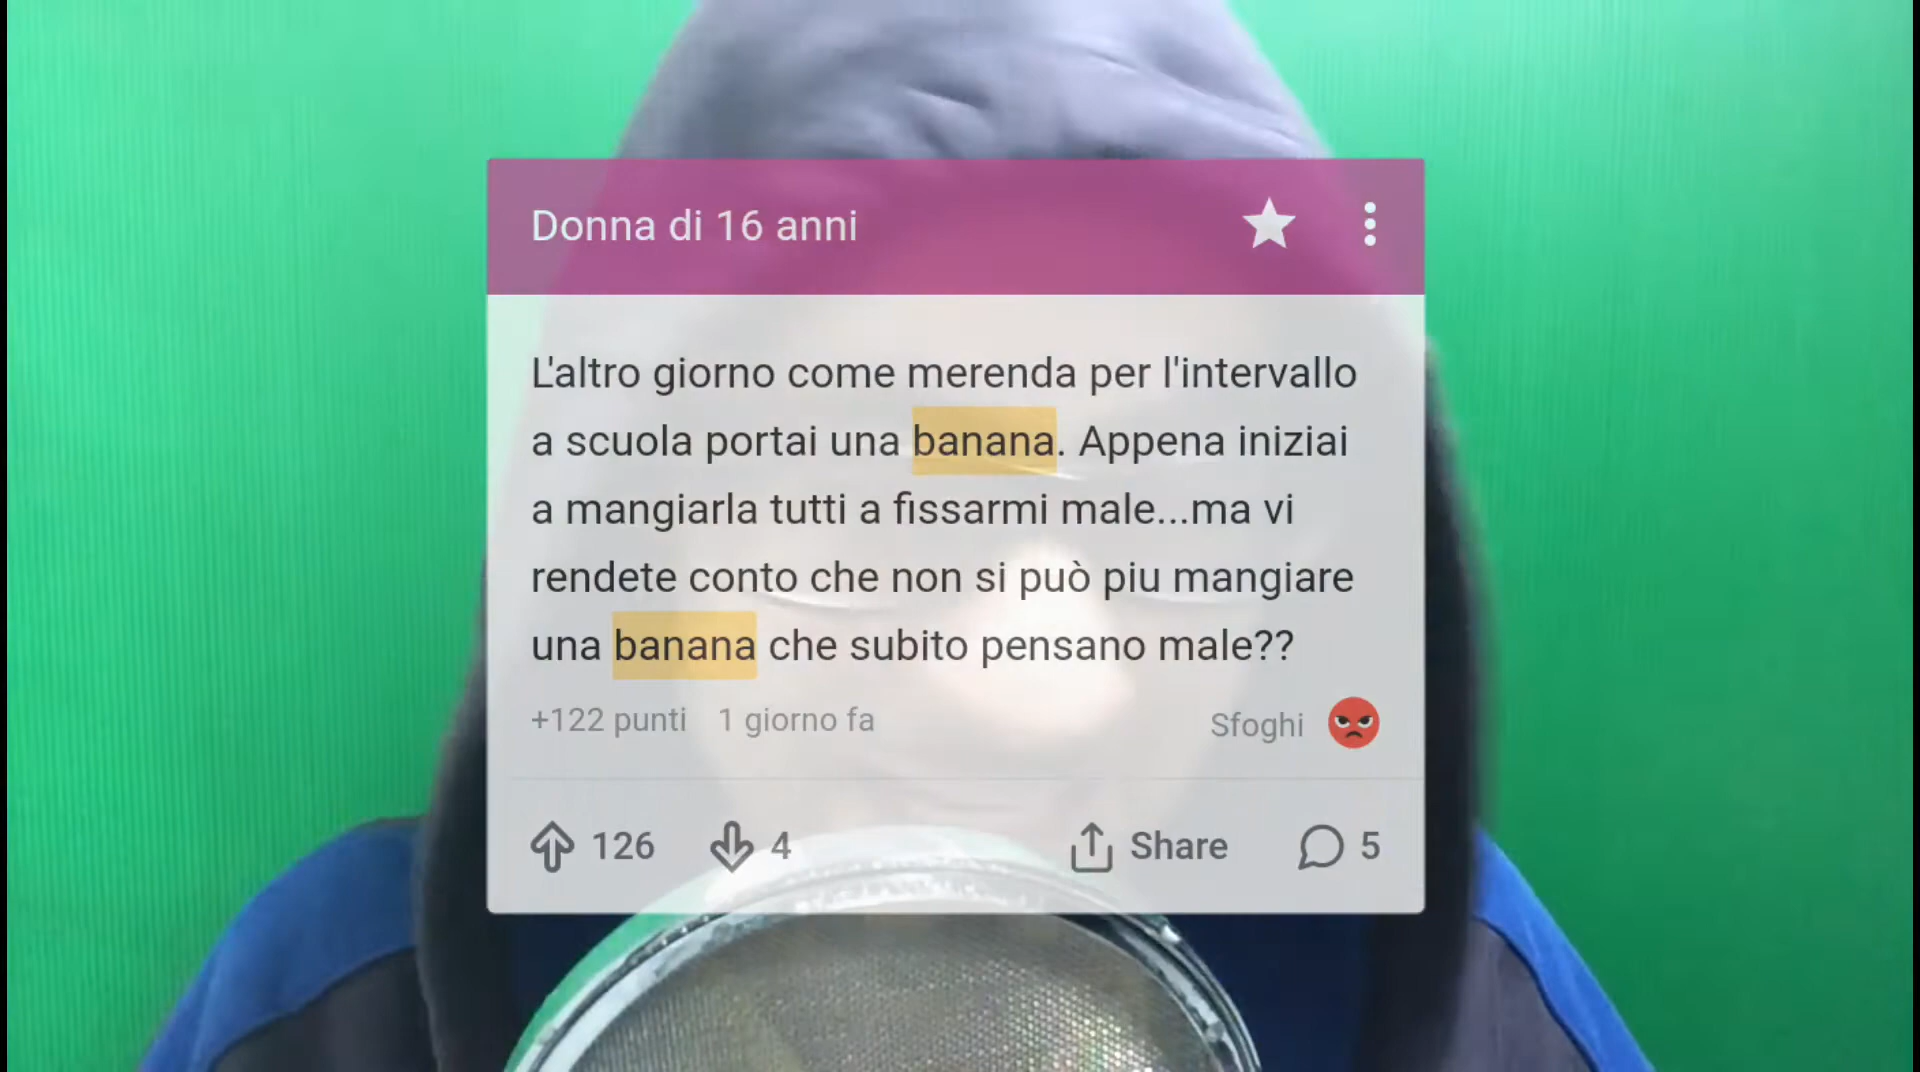 Donna di 16 anni
L'altro giorno come merenda per l'intervallo
a scuola portai una banana. Appena iniziai
a mangiarla tutti a fissarmi male...ma vi
rendete conto che non si può piu mangiare
una banana che subito pensano male??
+122 punti 1 giorno fa Sfoghi
126 4 Share 5